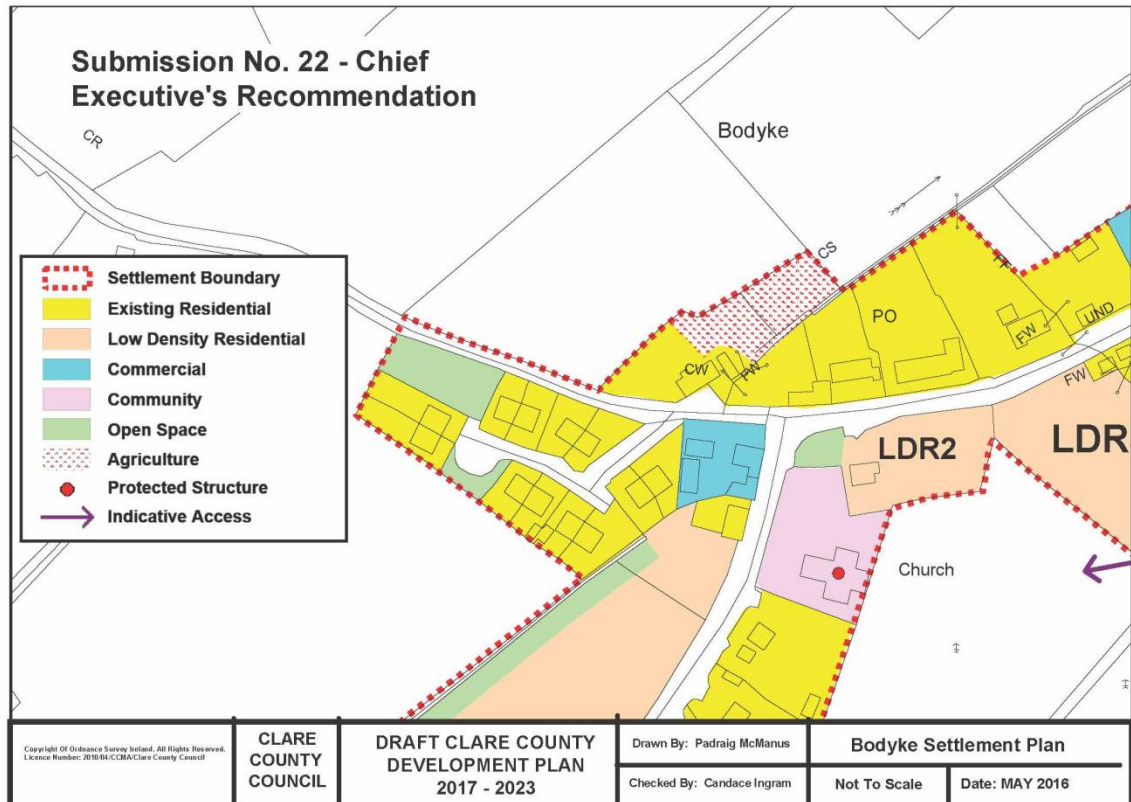 Submission No. 22 - Chief
Executive's Recommendation
Bodyke
CR
CS
Settlement Boundary
Existing Residential
Low Density Residential
Commercial
Community
Open Space
Agriculture
Protected Structure
Indicative Access
PO
FF
FW
UND
CW
FW
FW
LDR2
LDR
Church
Copyright Of Ordnance Survey Ireland. All Rights Reserved.
Licence Number: 2010/04/CCMA/Clare County Council
CLARE
COUNTY
COUNCIL
DRAFT CLARE COUNTY
DEVELOPMENT PLAN
2017 - 2023
Drawn By: Padraig McManus
Checked By: Candace Ingram
Bodyke Settlement Plan
Not To Scale
Date: MAY 2016